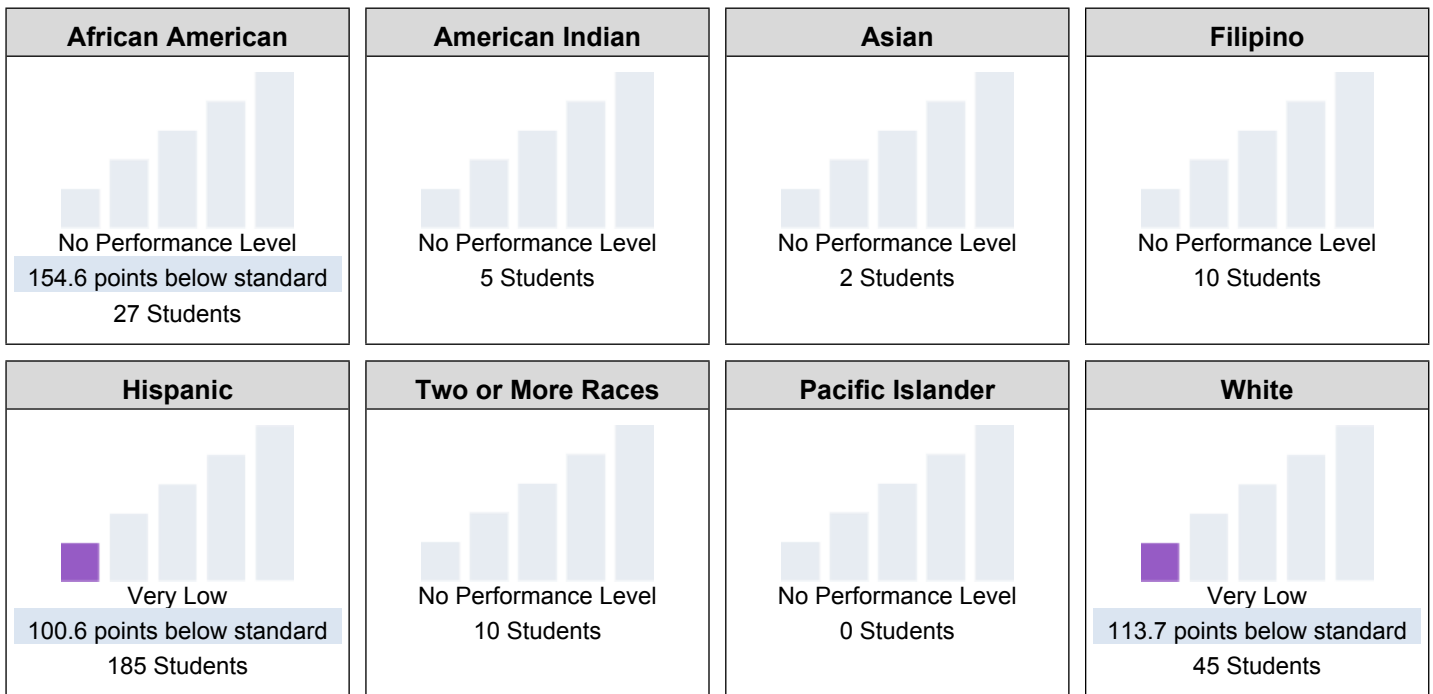 African American
No Performance Level
154.6 points below standard
27 Students
American Indian
No Performance Level
5 Students
Asian
No Performance Level
2 Students
Filipino
No Performance Level
10 Students
Hispanic
Very Low
100.6 points below standard
185 Students
Two or More Races
No Performance Level
10 Students
Pacific Islander
No Performance Level
0 Students
White
Very Low
113.7 points below standard
45 Students